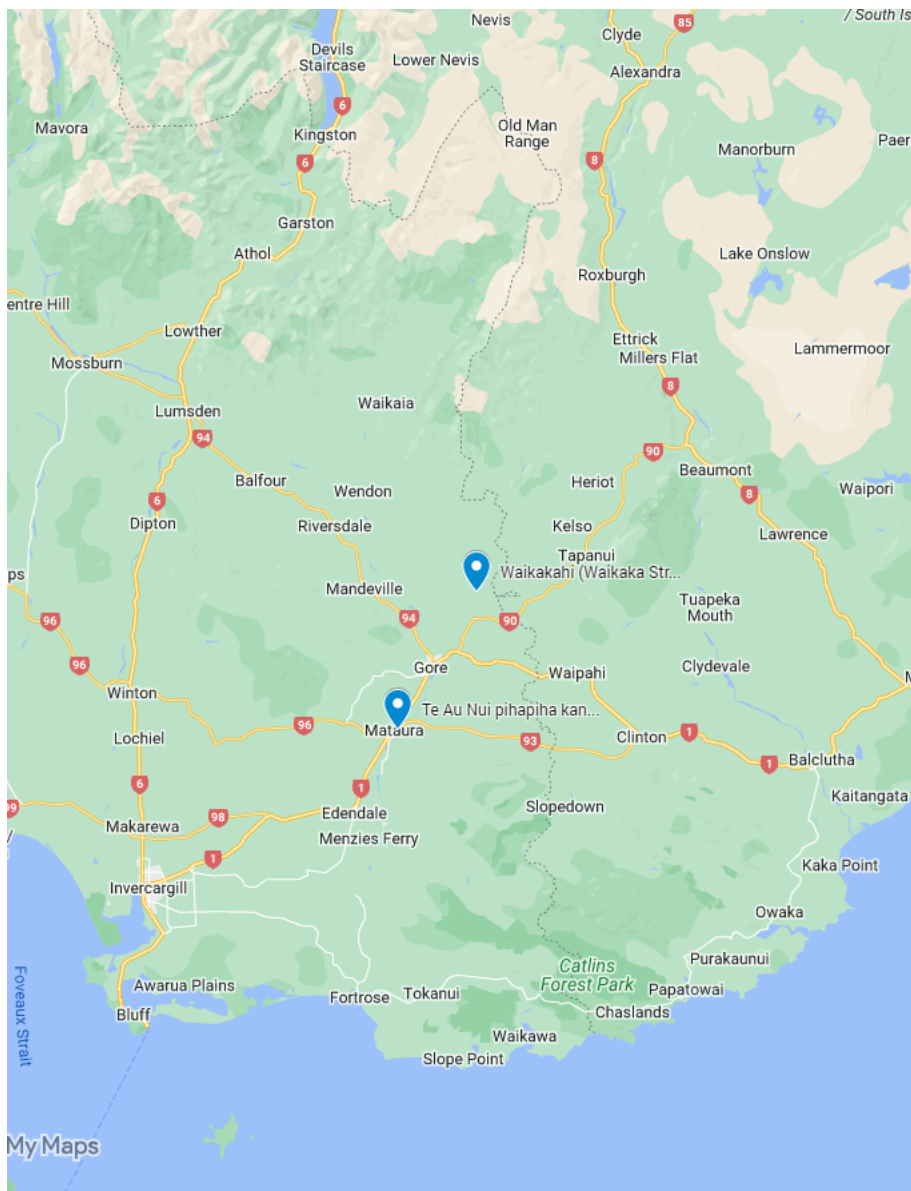 Nevis
/ South Is
85
Clyde
Devils
Staircase
Lower Nevis
Alexandra
6
Mavora
Kingston
Old Man
Range
Manorburn
Paer
6
8
Garston
Athol
Lake Onslow
Roxburgh
entre Hill
Lowther
Ettrick
Millers Flat
Lammermoor
Mossburn
8
Waikaia
Lumsden
94
90
Beaumont
Balfour
Heriot
Wendon
8
Waipori
6
Dipton
Riversdale
Kelso
Lawrence
Tapanui
ps
Waikakahi (Waikaka Str...
Mandeville
Tuapeka
Mouth
96
94
90
96
Gore
Waipahi
Clydevale
Winton
M
Te Au Nui pihapiha kan...
96
Mataura
Lochiel
93
Clinton
1
Balclutha
1
6
1
Kaitangata
99
Edendale
Slopedown
98
Makarewa
Menzies Ferry
1
Kaka Point
Invercargill
Owaka
Catlins
Forest Park
Purakaunui
Foveaux Strait
Awarua Plains
Fortrose
Tokanui
Papatowai
Bluff
Chaslands
Waikawa
Slope Point
My Maps